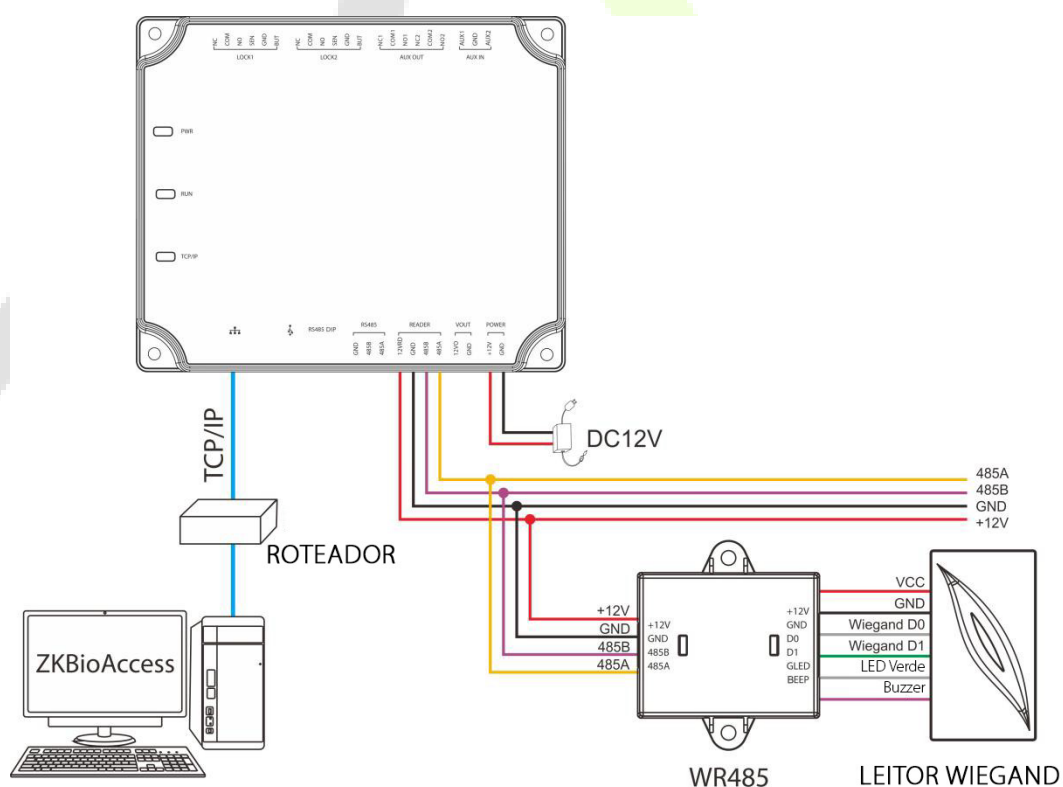 NC COM NO SEN GND BUT NC COM NO SEN GND BUT NC1 COM1 NO1 NC2 COM2 NO2 AUX1 GND AUX2
LOCK1 LOCK2 AUX OUT AUX IN
PWR
RUN
TCP/IP
RS485 DIP
RS485 READER VOUT POWER
GND 485B 485A 12VRD GND 485B 485A 12VO GND +12V GND
TCP/IP
DC12V
485A
485B
GND
+12V
ROTEADOR
ZKBioAccess
+12V
GND
485B
485A
+12V
GND
485B
485A
+12V
GND
D0
D1
GLED
BEEP
VCC
GND
Wiegand D0
Wiegand D1
LED Verde
Buzzer
WR485
LEITOR WIEGAND